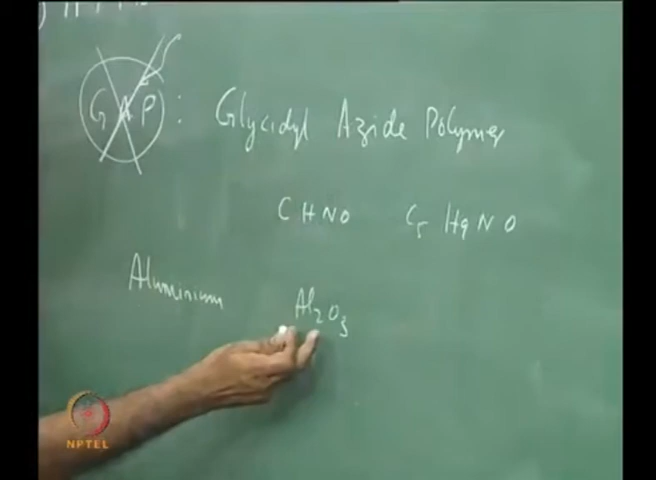 GAP : Glycidyl Azide Polymer
CHNO C5 H9 N O
Aluminium Al2O3
NPTEL